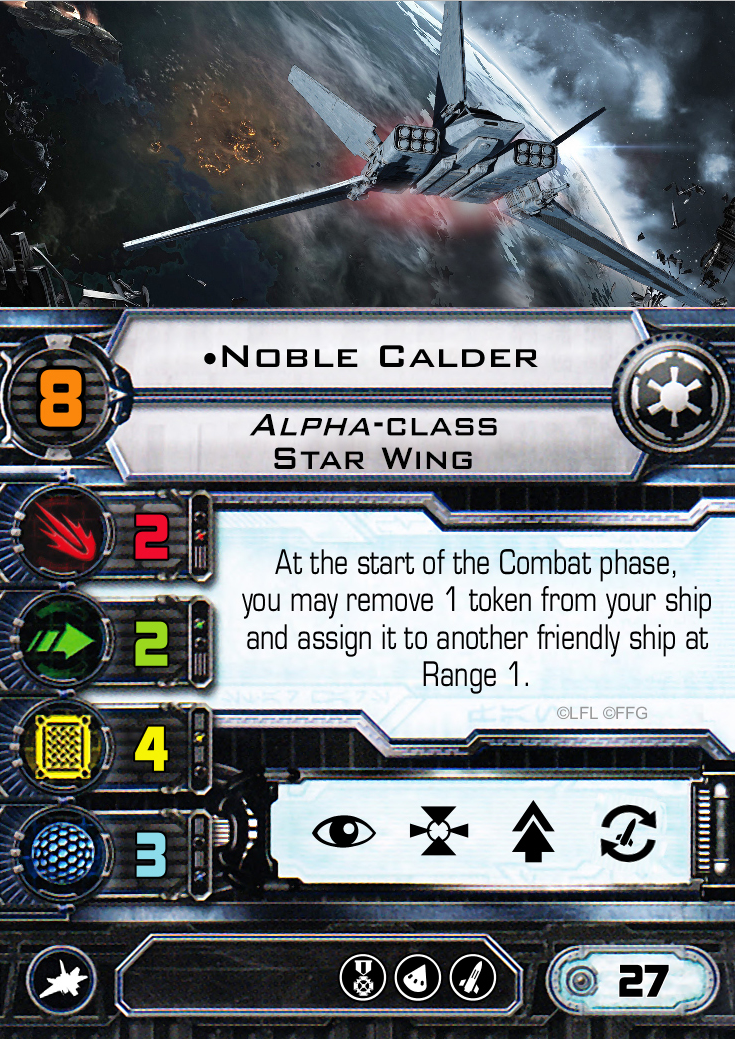 •Noble Calder
8
Alpha-class
Star Wing
2
At the start of the Combat phase,
you may remove 1 token from your ship
and assign it to another friendly ship at
Range 1.
2
©LFL ©FFG
4
3
27